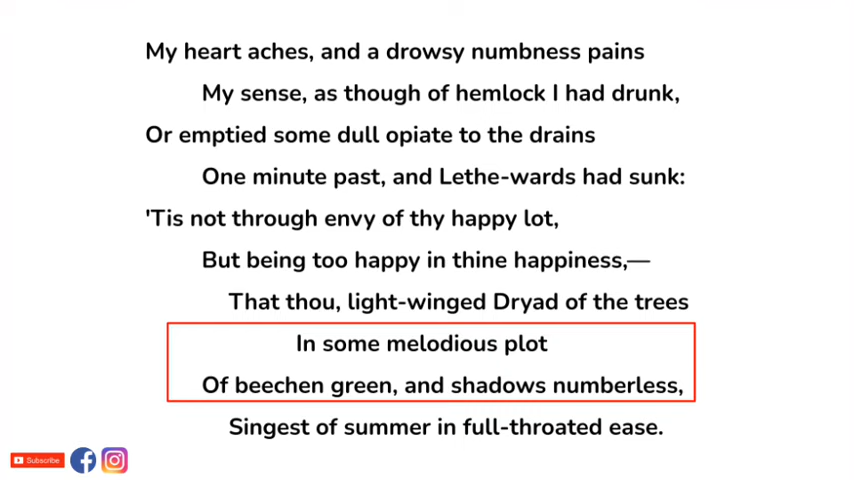 My heart aches, and a drowsy numbness pains
My sense, as though of hemlock I had drunk,
Or emptied some dull opiate to the drains
One minute past, and Lethe-wards had sunk:
'Tis not through envy of thy happy lot,
But being too happy in thine happiness,—
That thou, light-winged Dryad of the trees
In some melodious plot
Of beechen green, and shadows numberless,
Singest of summer in full-throated ease.
Subscribe